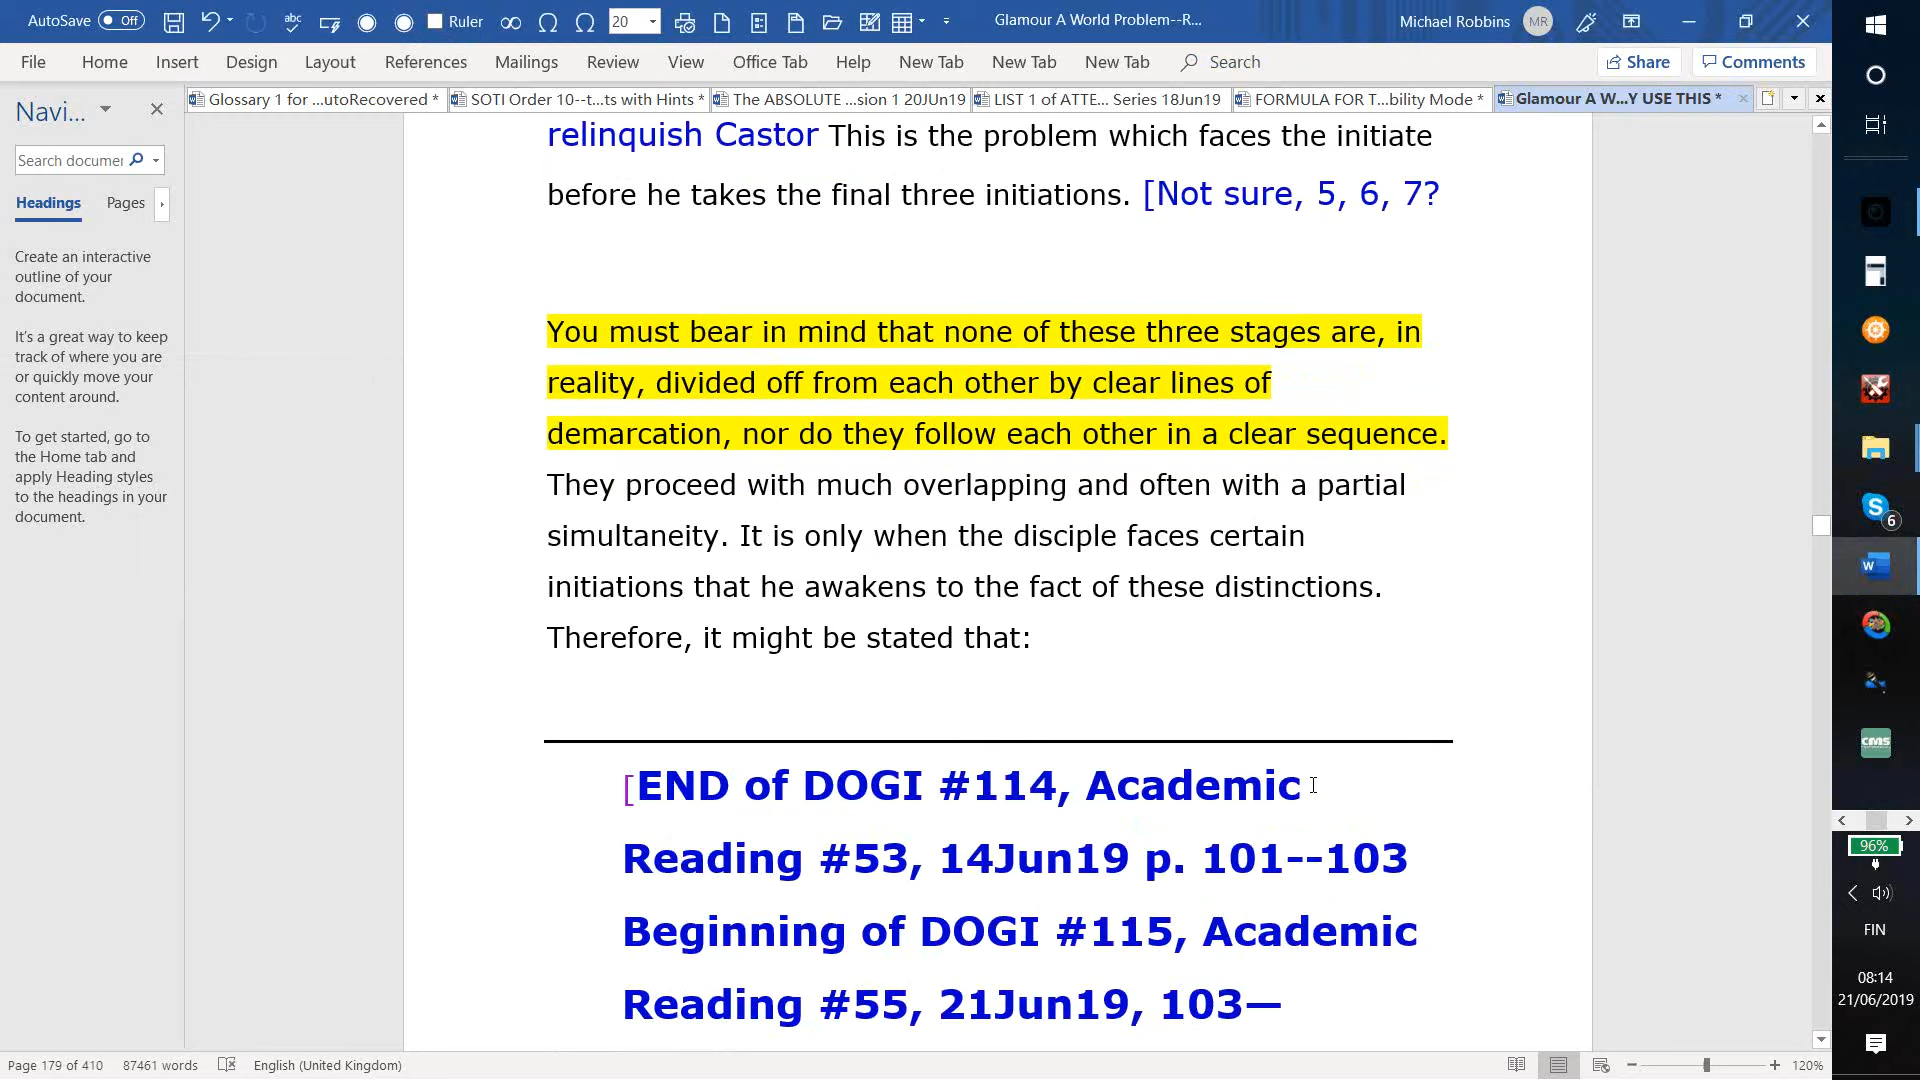 AutoSave Off abc Ruler 20 Glamour A World Problem--R... Michael Robbins MR
File Home Insert Design Layout References Mailings Review View Office Tab Help New Tab New Tab New Tab Search Share Comments
Navi...
Glossary 1 for ...utoRecovered * SOTI Order 10--t...ts with Hints * The ABSOLUTE ...sion 1 20JUn19 LIST 1 of ATTE... Series 18Jun19 FORMULA FOR T...bility Mode * Glamour A W...Y USE THIS *
Search documer
Headings Pages
Create an interactive
outline of your
document.
It's a great way to keep
track of where you are
or quickly move your
content around.
To get started, go to
the Home tab and
apply Heading styles
to the headings in your
document.
relinquish Castor This is the problem which faces the initiate
before he takes the final three initiations. [Not sure, 5, 6, 7?
You must bear in mind that none of these three stages are, in
reality, divided off from each other by clear lines of
demarcation, nor do they follow each other in a clear sequence.
They proceed with much overlapping and often with a partial
simultaneity. It is only when the disciple faces certain
initiations that he awakens to the fact of these distinctions.
Therefore, it might be stated that:
[END of DOGI #114, Academic
Reading #53, 14Jun19 p. 101--103
Beginning of DOGI #115, Academic
Reading #55, 21Jun19, 103—
S 6
W
CMS
96%
FIN
08:14
21/06/2019
Page 179 of 410 87461 words English (United Kingdom) 120%